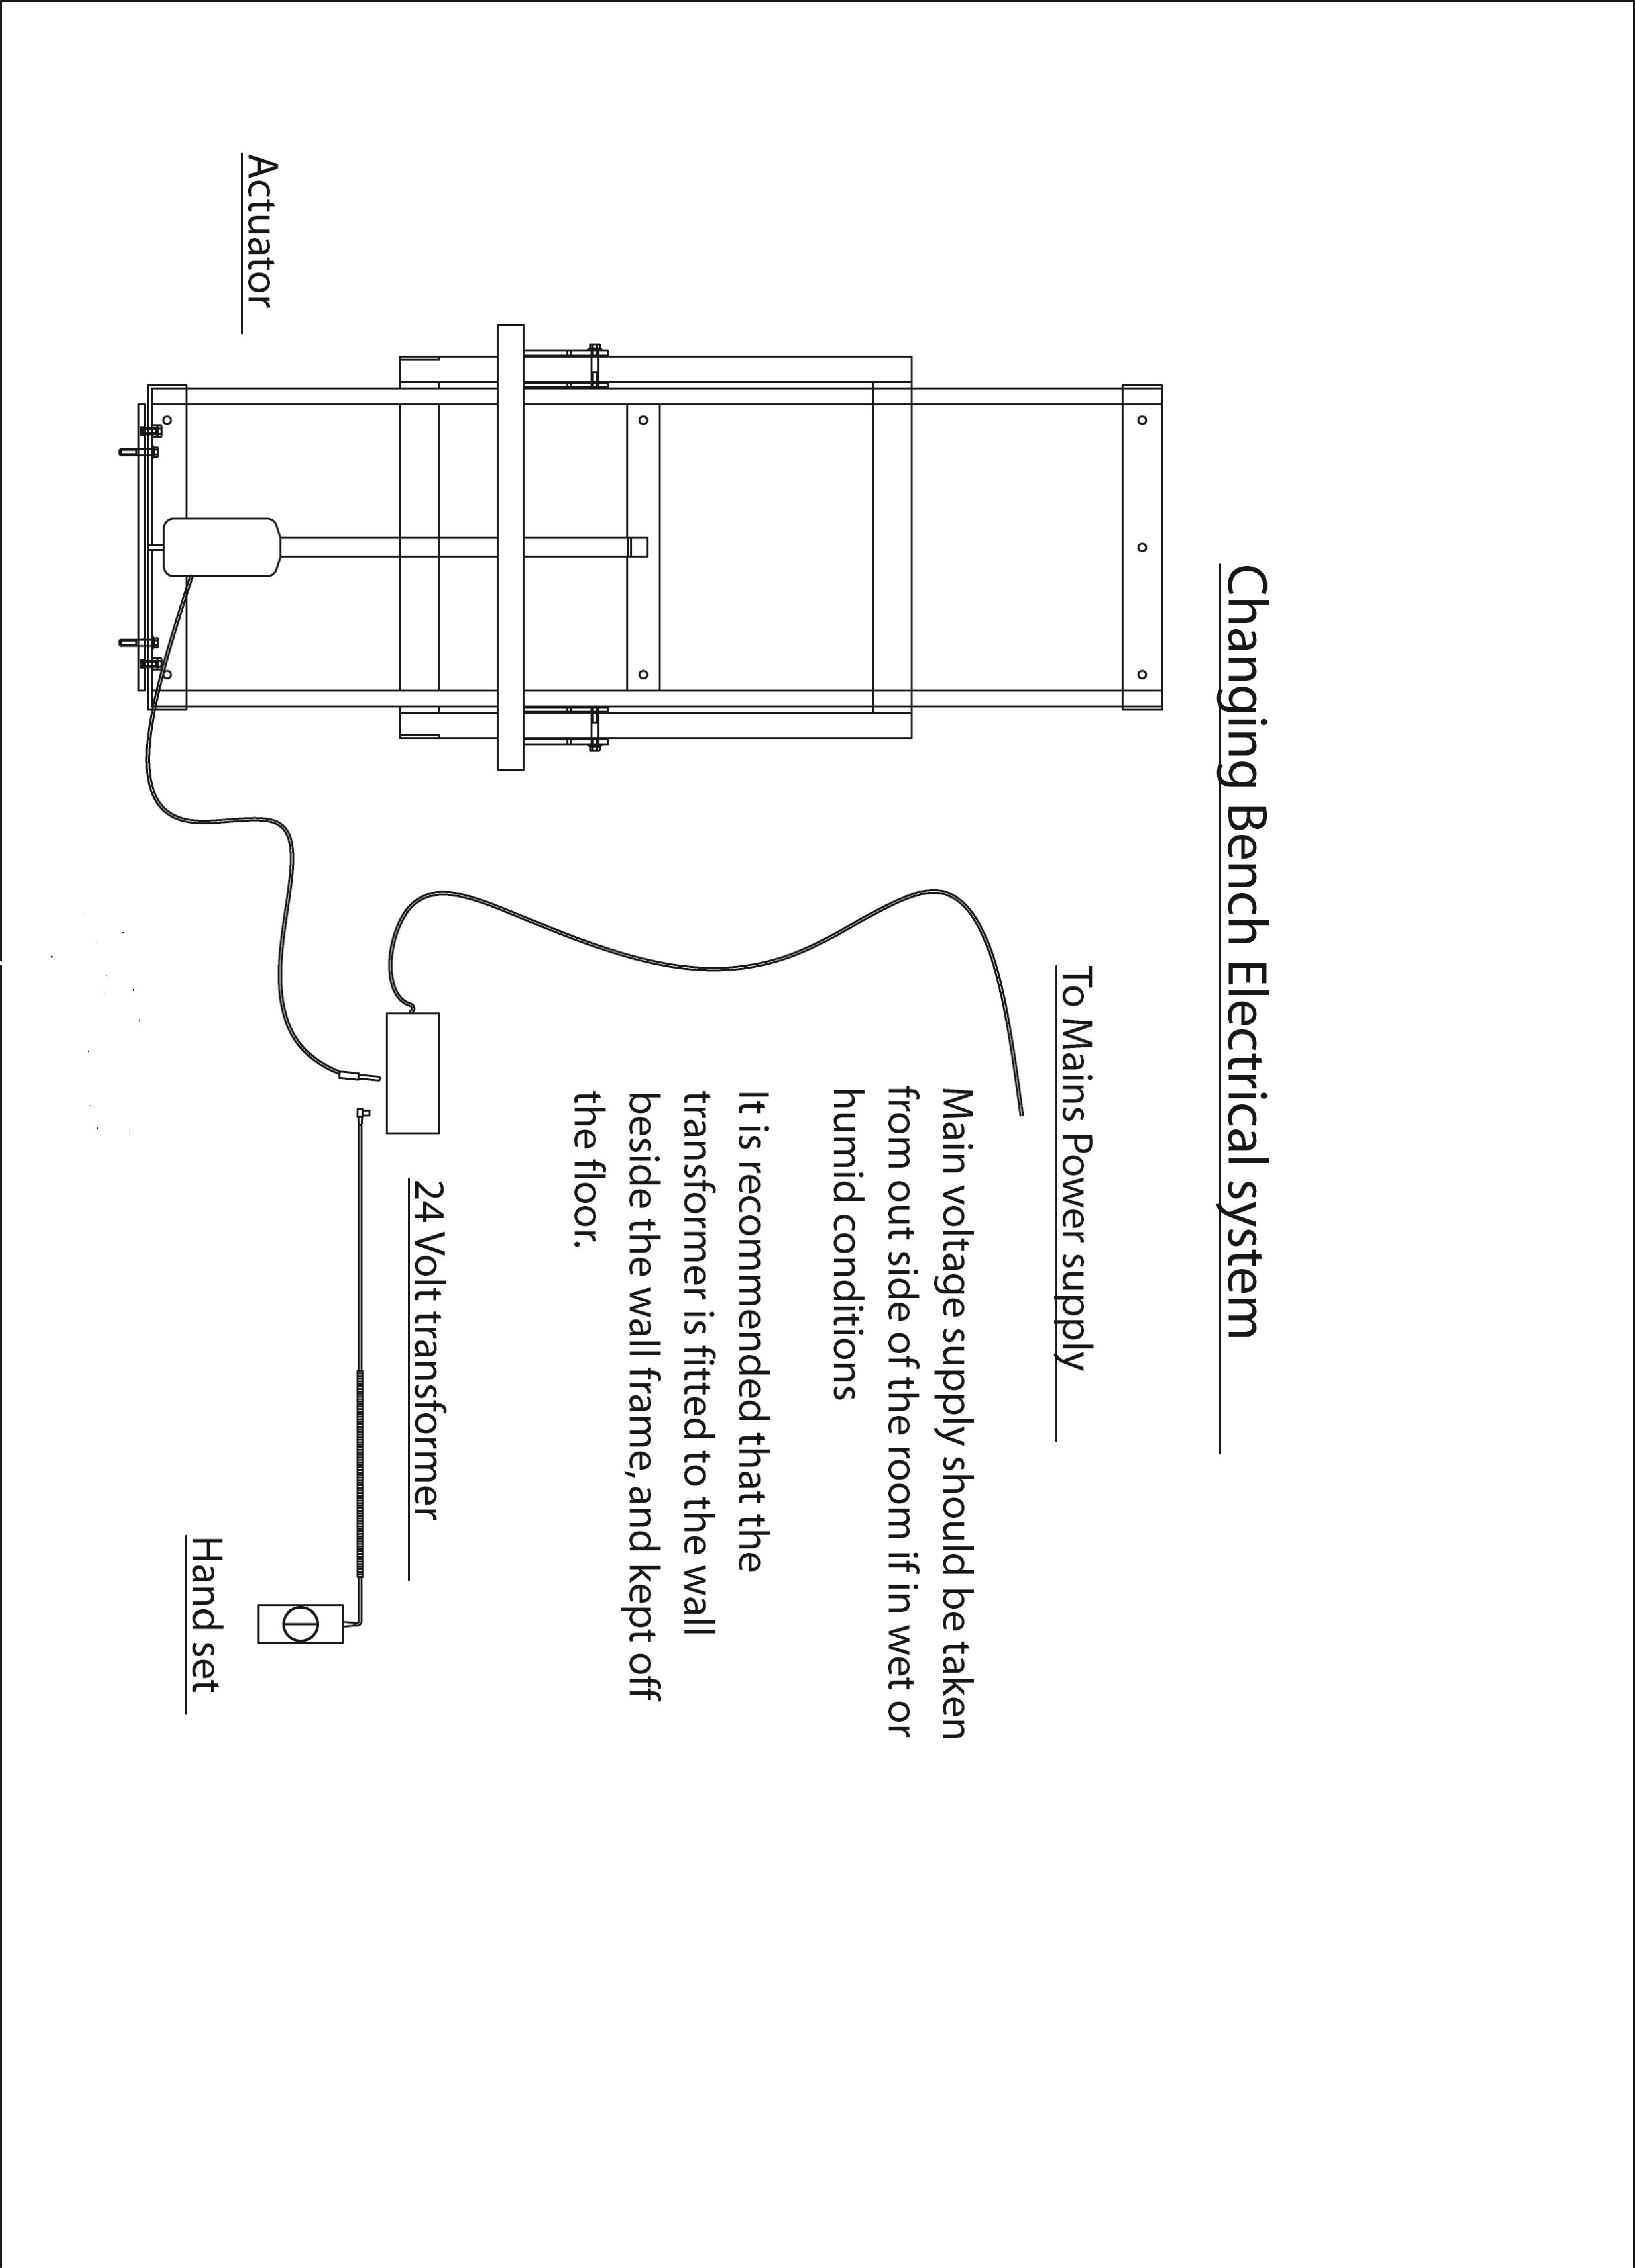 Changing Bench Electrical system
To Mains Power supply
Main voltage supply should be taken
from out side of the room if in wet or
humid conditions
It is recommended that the
transformer is fitted to the wall
beside the wall frame, and kept off
the floor.
24 Volt transformer
Actuator
Hand set